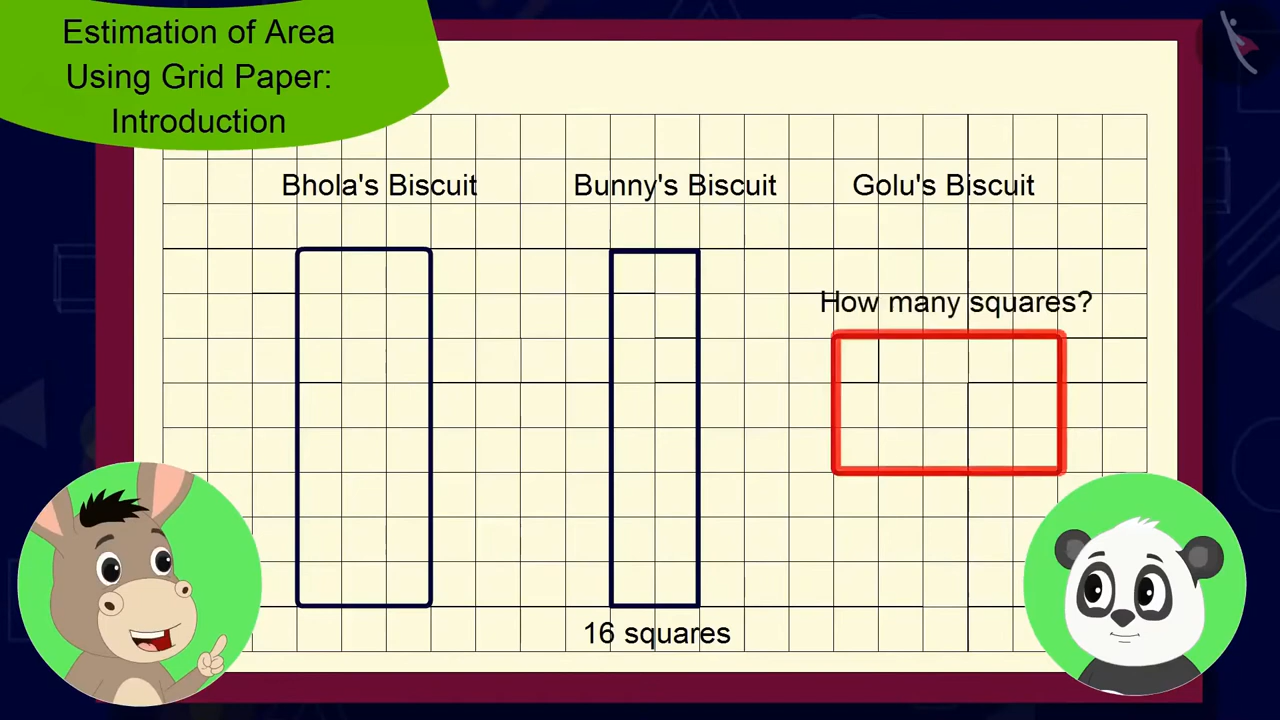 Estimation of Area
Using Grid Paper:
Introduction
Bhola's Biscuit
Bunny's Biscuit
Golu's Biscuit
How many squares?
16 squares